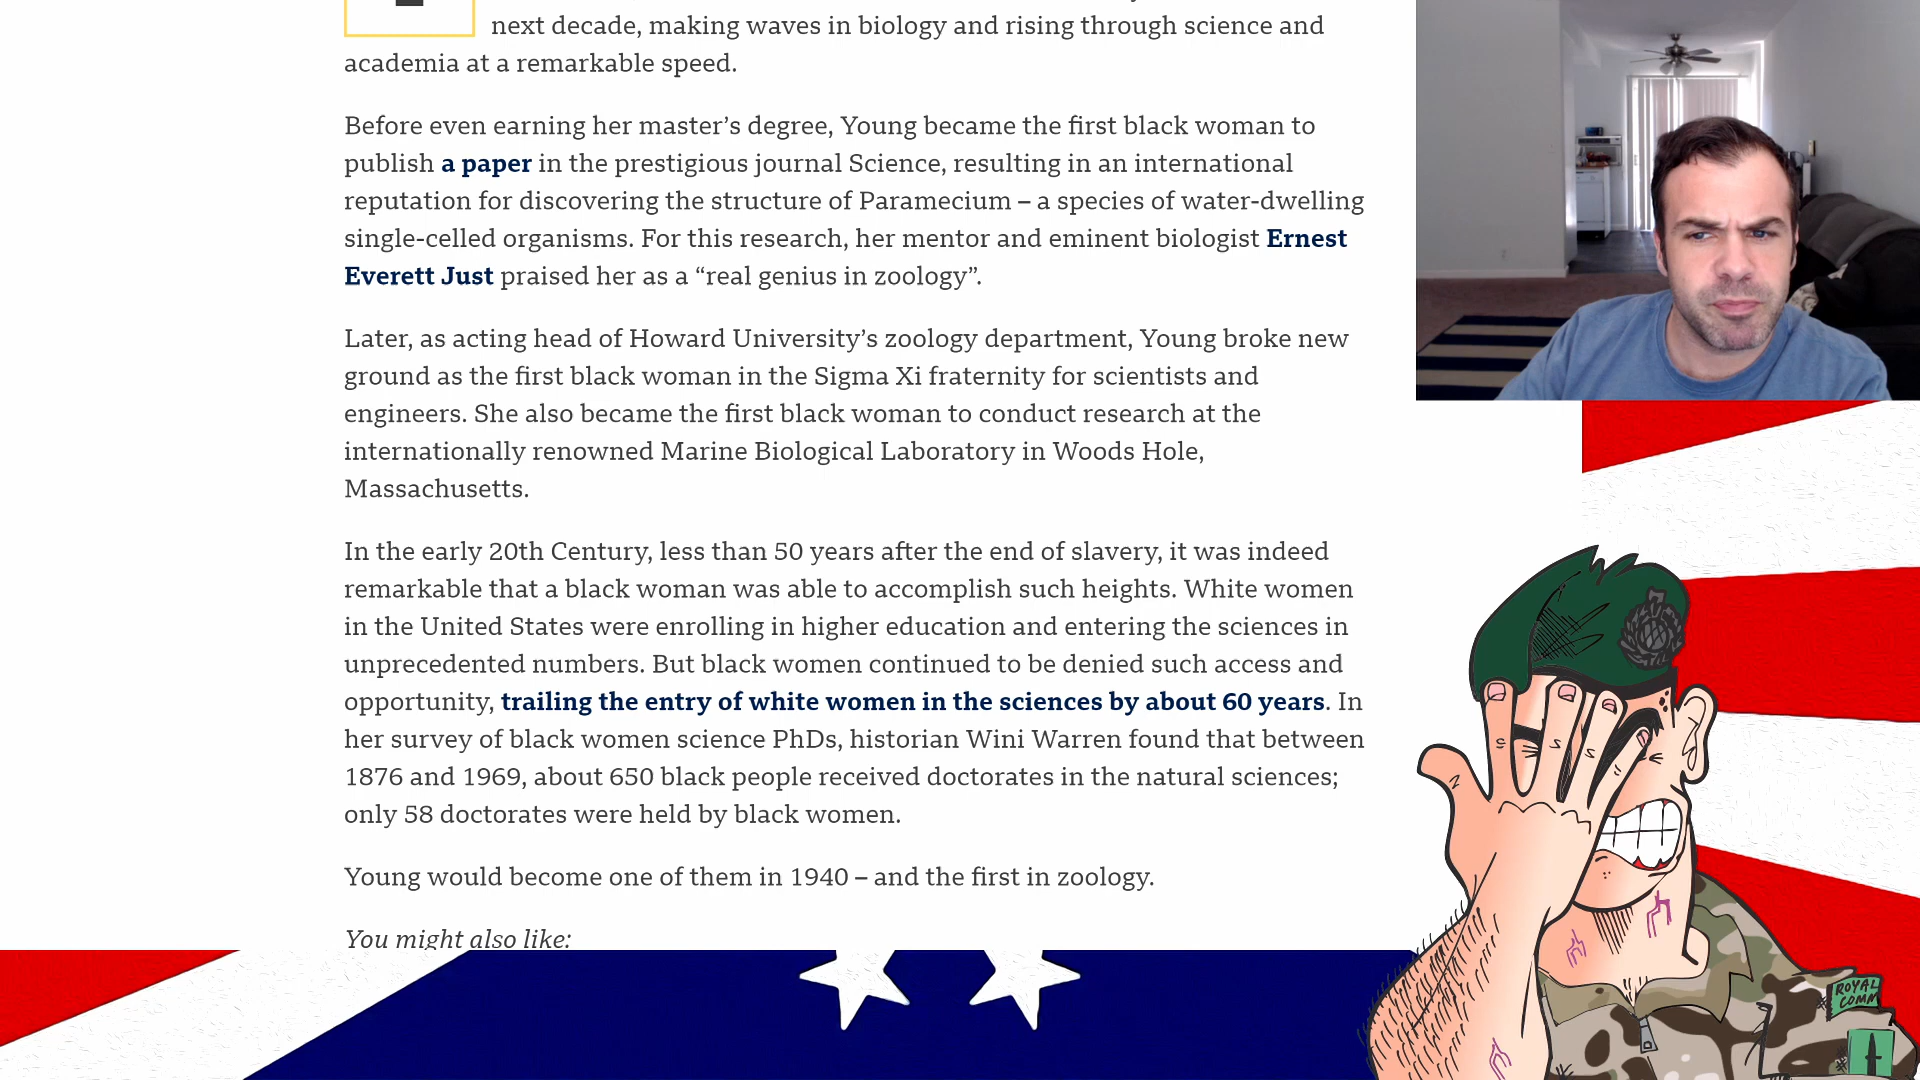 next decade, making waves in biology and rising through science and
academia at a remarkable speed.
Before even earning her master’s degree, Young became the first black woman to
publish a paper in the prestigious journal Science, resulting in an international
reputation for discovering the structure of Paramecium – a species of water-dwelling
single-celled organisms. For this research, her mentor and eminent biologist Ernest
Everett Just praised her as a “real genius in zoology”.
Later, as acting head of Howard University’s zoology department, Young broke new
ground as the first black woman in the Sigma Xi fraternity for scientists and
engineers. She also became the first black woman to conduct research at the
internationally renowned Marine Biological Laboratory in Woods Hole,
Massachusetts.
In the early 20th Century, less than 50 years after the end of slavery, it was indeed
remarkable that a black woman was able to accomplish such heights. White women
in the United States were enrolling in higher education and entering the sciences in
unprecedented numbers. But black women continued to be denied such access and
opportunity, trailing the entry of white women in the sciences by about 60 years. In
her survey of black women science PhDs, historian Wini Warren found that between
1876 and 1969, about 650 black people received doctorates in the natural sciences;
only 58 doctorates were held by black women.
Young would become one of them in 1940 – and the first in zoology.
You might also like:
ROYAL
COMM